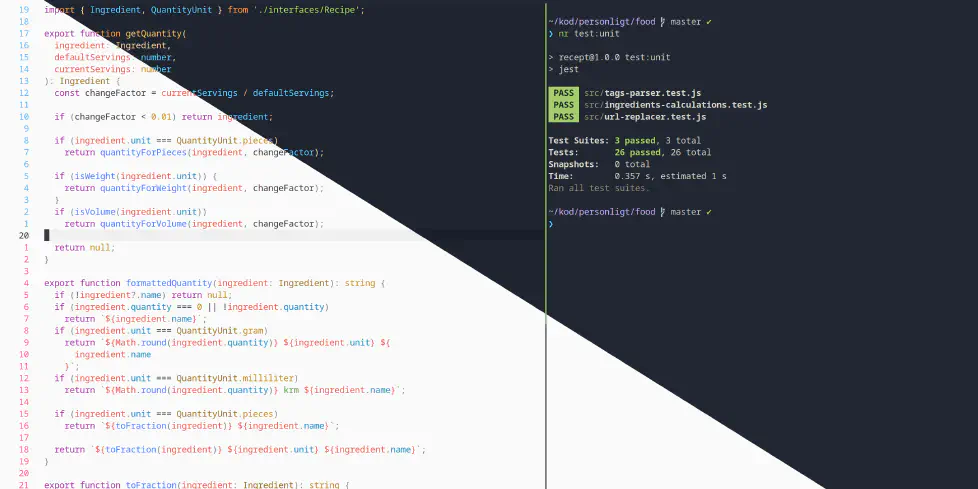 19 import { Ingredient, QuantityUnit } from './interfaces/Recipe';
18
17 export function getQuantity(
16 ingredient: Ingredient,
15 defaultServings: number,
14 currentServings: number
13 ): Ingredient {
12 const changeFactor = currentServings / defaultServings;
11
10 if (changeFactor < 0.01) return ingredient;
9
8 if (ingredient.unit === QuantityUnit.pieces)
7 return quantityForPieces(ingredient, changeFactor);
6
5 if (isWeight(ingredient.unit)) {
4 return quantityForWeight(ingredient, changeFactor);
3 }
2 if (isVolume(ingredient.unit))
1 return quantityForVolume(ingredient, changeFactor);
20
1 return null;
2 }
3
4 export function formattedQuantity(ingredient: Ingredient): string {
5 if (!ingredient?.name) return null;
6 if (ingredient.quantity === 0 || !ingredient.quantity)
7 return `${ingredient.name}`;
8 if (ingredient.unit === QuantityUnit.gram)
9 return `${Math.round(ingredient.quantity)} ${ingredient.unit} ${
10 ingredient.name
11 }`;
12 if (ingredient.unit === QuantityUnit.milliliter)
13 return `${Math.round(ingredient.quantity)} krm ${ingredient.name}`;
14
15 if (ingredient.unit === QuantityUnit.pieces)
16 return `${toFraction(ingredient)} ${ingredient.name}`;
17
18 return `${toFraction(ingredient)} ${ingredient.unit} ${ingredient.name}`;
19 }
20
21 export function toFraction(ingredient: Ingredient): string {
~/kod/personligt/food master ✔
❯ nr test:unit
> recept@1.0.0 test:unit
> jest
PASS src/tags-parser.test.js
PASS src/ingredients-calculations.test.js
PASS src/url-replacer.test.js
Test Suites: 3 passed, 3 total
Tests: 26 passed, 26 total
Snapshots: 0 total
Time: 0.357 s, estimated 1 s
Ran all test suites.
~/kod/personligt/food master ✔
❯